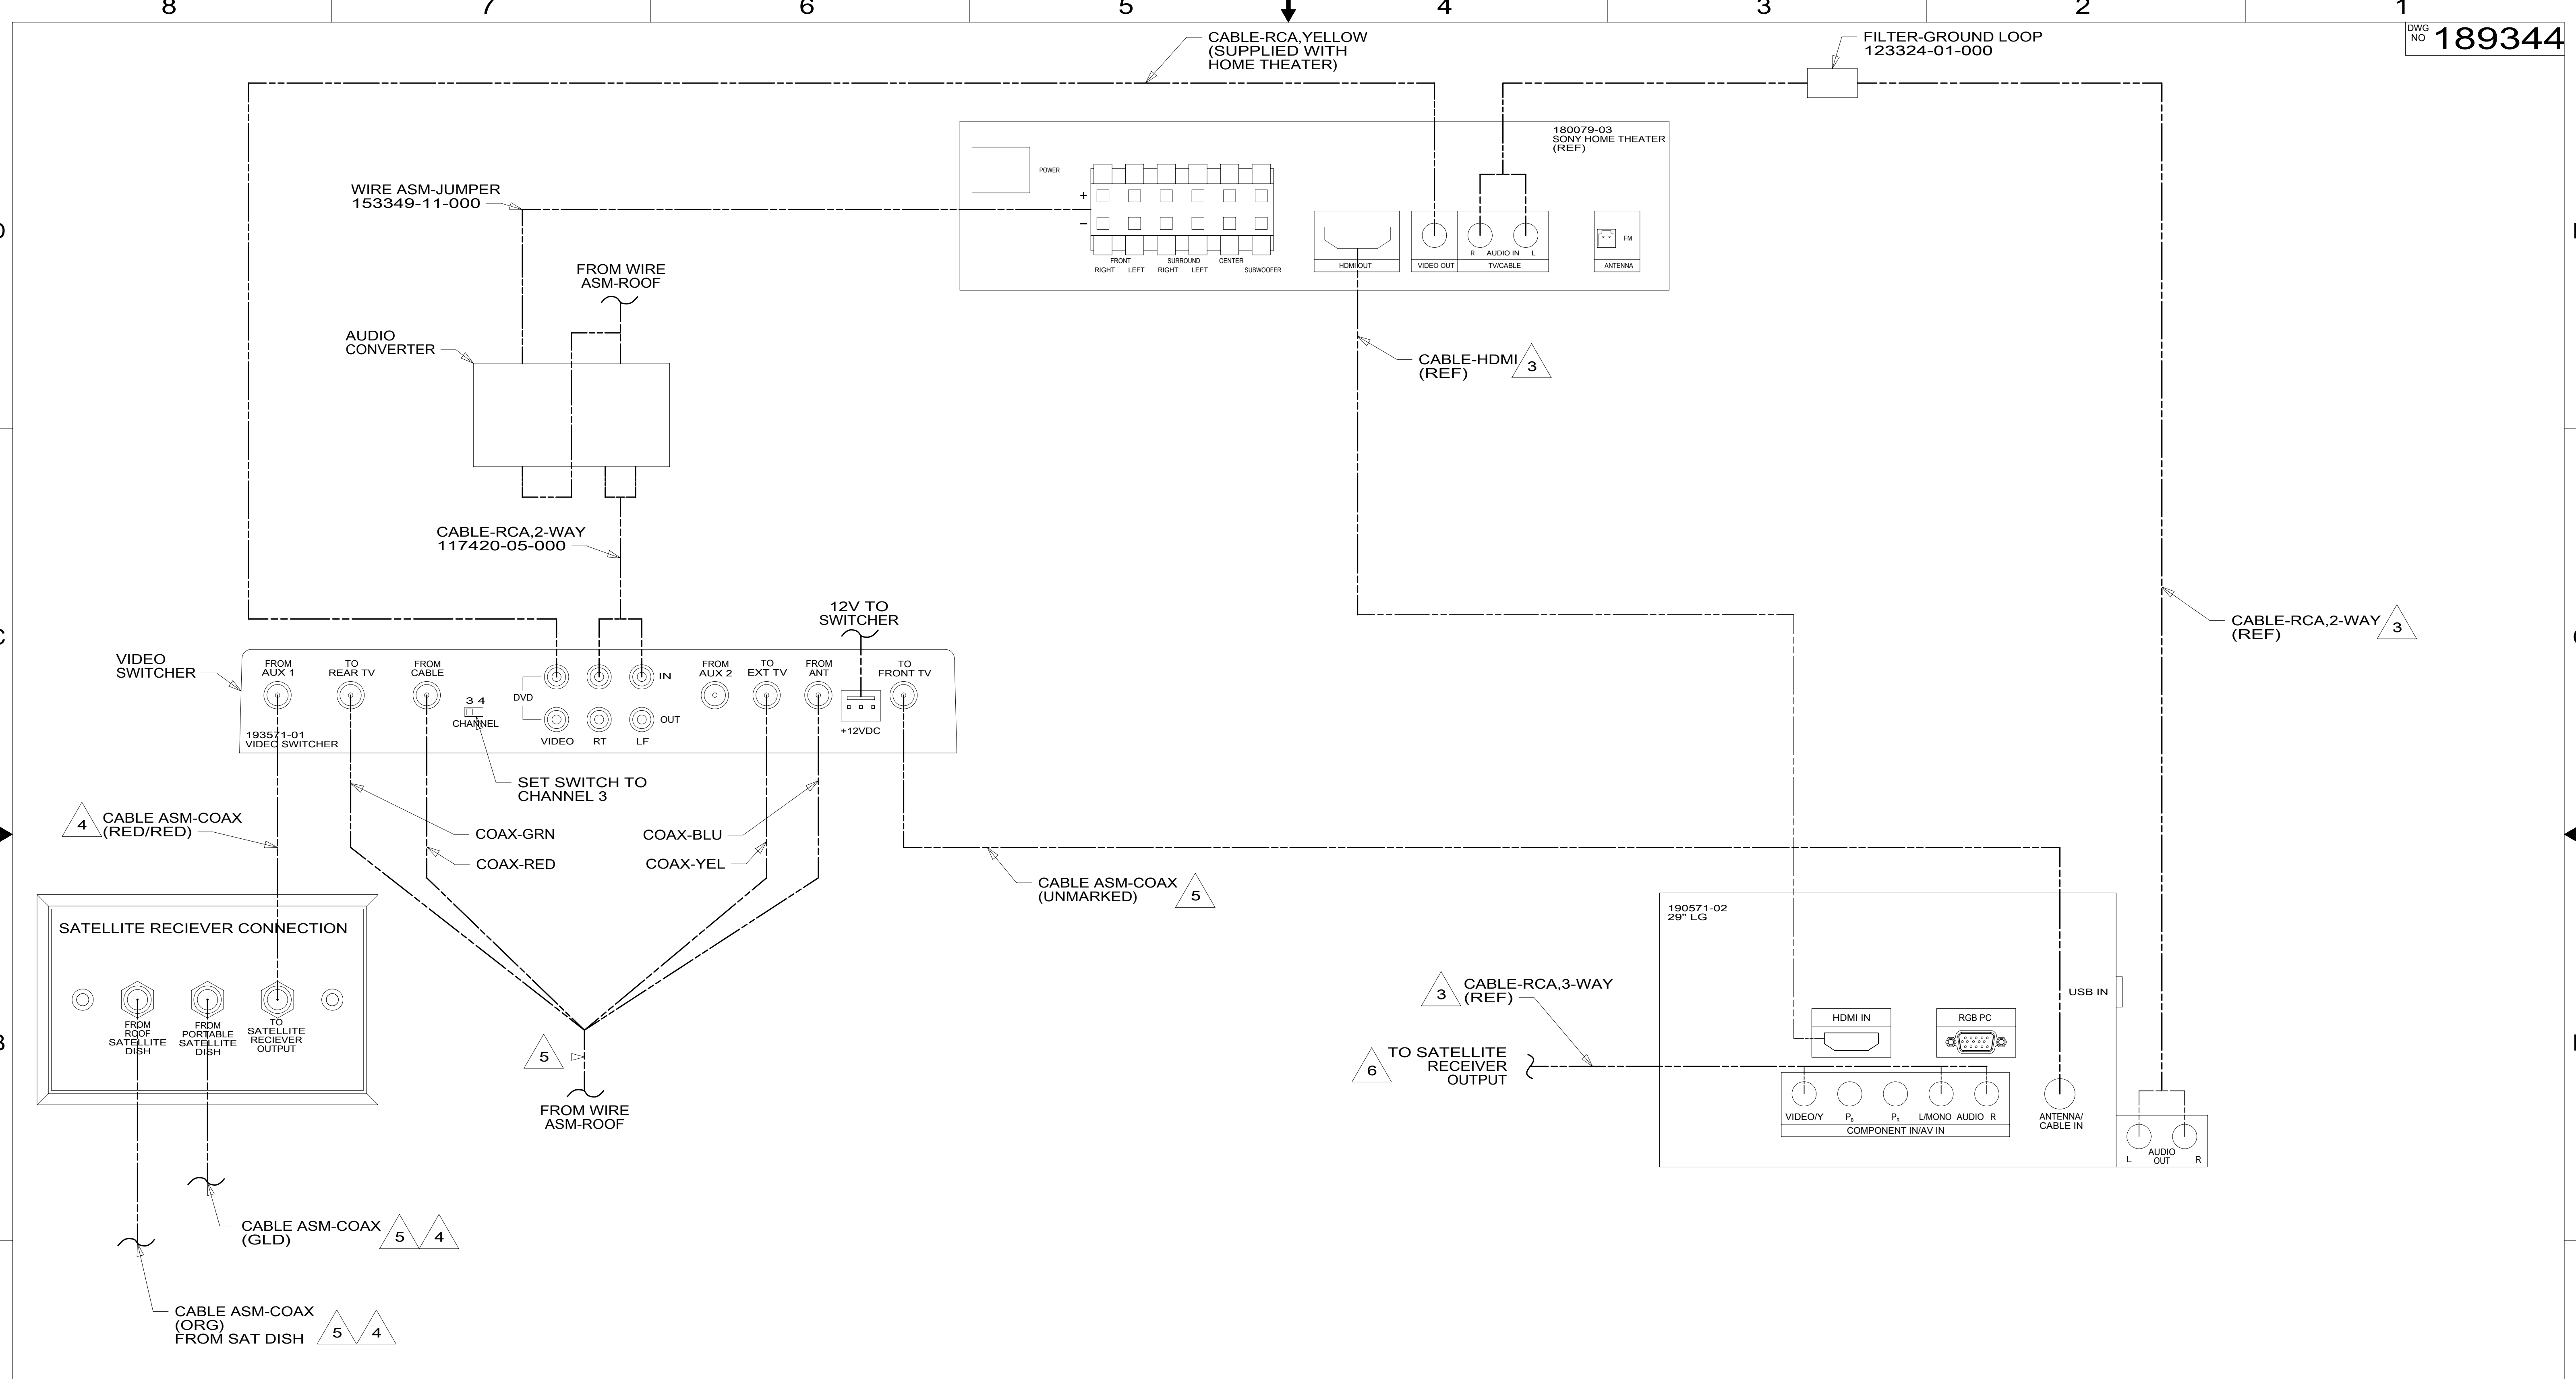 8 7 6 5 4 3 2 1
DWG
NO 189344
CABLE-RCA,YELLOW
(SUPPLIED WITH
HOME THEATER)
FILTER-GROUND LOOP
123324-01-000
180079-03
SONY HOME THEATER
(REF)
POWER
+
−
FRONT SURROUND CENTER
RIGHT LEFT RIGHT LEFT SUBWOOFER
HDMI OUT
VIDEO OUT
R AUDIO IN L
TV/CABLE
FM
ANTENNA
WIRE ASM-JUMPER
153349-11-000
FROM WIRE
ASM-ROOF
AUDIO
CONVERTER
CABLE-HDMI 3
(REF)
CABLE-RCA,2-WAY
117420-05-000
12V TO
SWITCHER
CABLE-RCA,2-WAY 3
(REF)
C
VIDEO
SWITCHER
FROM
AUX 1
TO
REAR TV
FROM
CABLE
3 4
CHANNEL
DVD
IN
OUT
VIDEO RT LF
FROM
AUX 2
TO
EXT TV
FROM
ANT
+12VDC
TO
FRONT TV
193571-01
VIDEO SWITCHER
SET SWITCH TO
CHANNEL 3
4 CABLE ASM-COAX
(RED/RED)
COAX-GRN
COAX-RED
COAX-BLU
COAX-YEL
CABLE ASM-COAX 5
(UNMARKED)
SATELLITE RECIEVER CONNECTION
FROM
ROOF
SATELLITE
DISH
FROM
PORTABLE
SATELLITE
DISH
TO
SATELLITE
RECIEVER
OUTPUT
5
FROM WIRE
ASM-ROOF
190571-02
29" LG
3 CABLE-RCA,3-WAY
(REF)
6 TO SATELLITE
RECEIVER
OUTPUT
USB IN
HDMI IN
RGB PC
VIDEO/Y PB PR L/MONO AUDIO R
COMPONENT IN/AV IN
ANTENNA/
CABLE IN
L AUDIO R
OUT
CABLE ASM-COAX 5 4
(GLD)
CABLE ASM-COAX
(ORG)
FROM SAT DISH 5 4